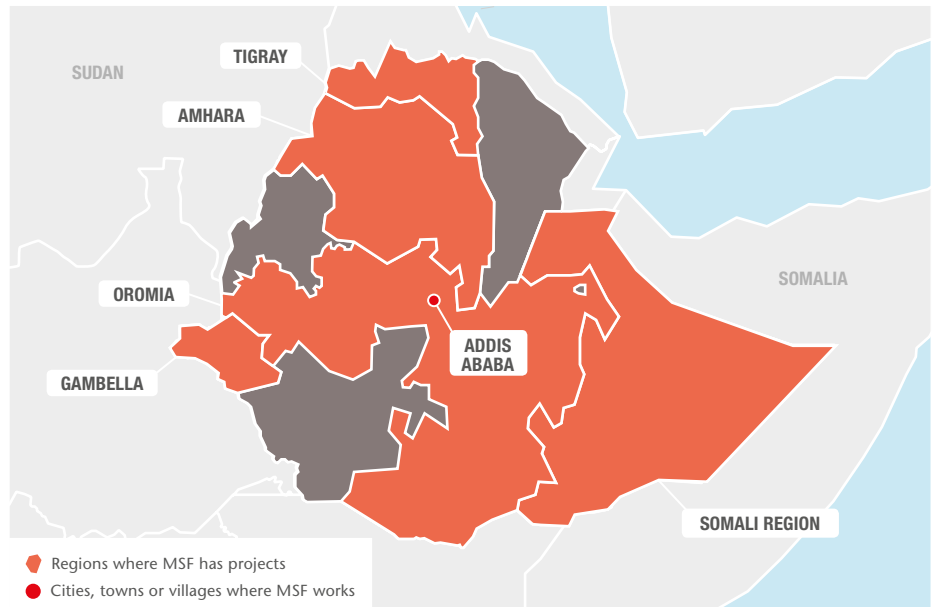 TIGRAY
SUDAN
AMHARA
SOMALIA
OROMIA
ADDIS
ABABA
GAMBELLA
SOMALI REGION
Regions where MSF has projects
Cities, towns or villages where MSF works